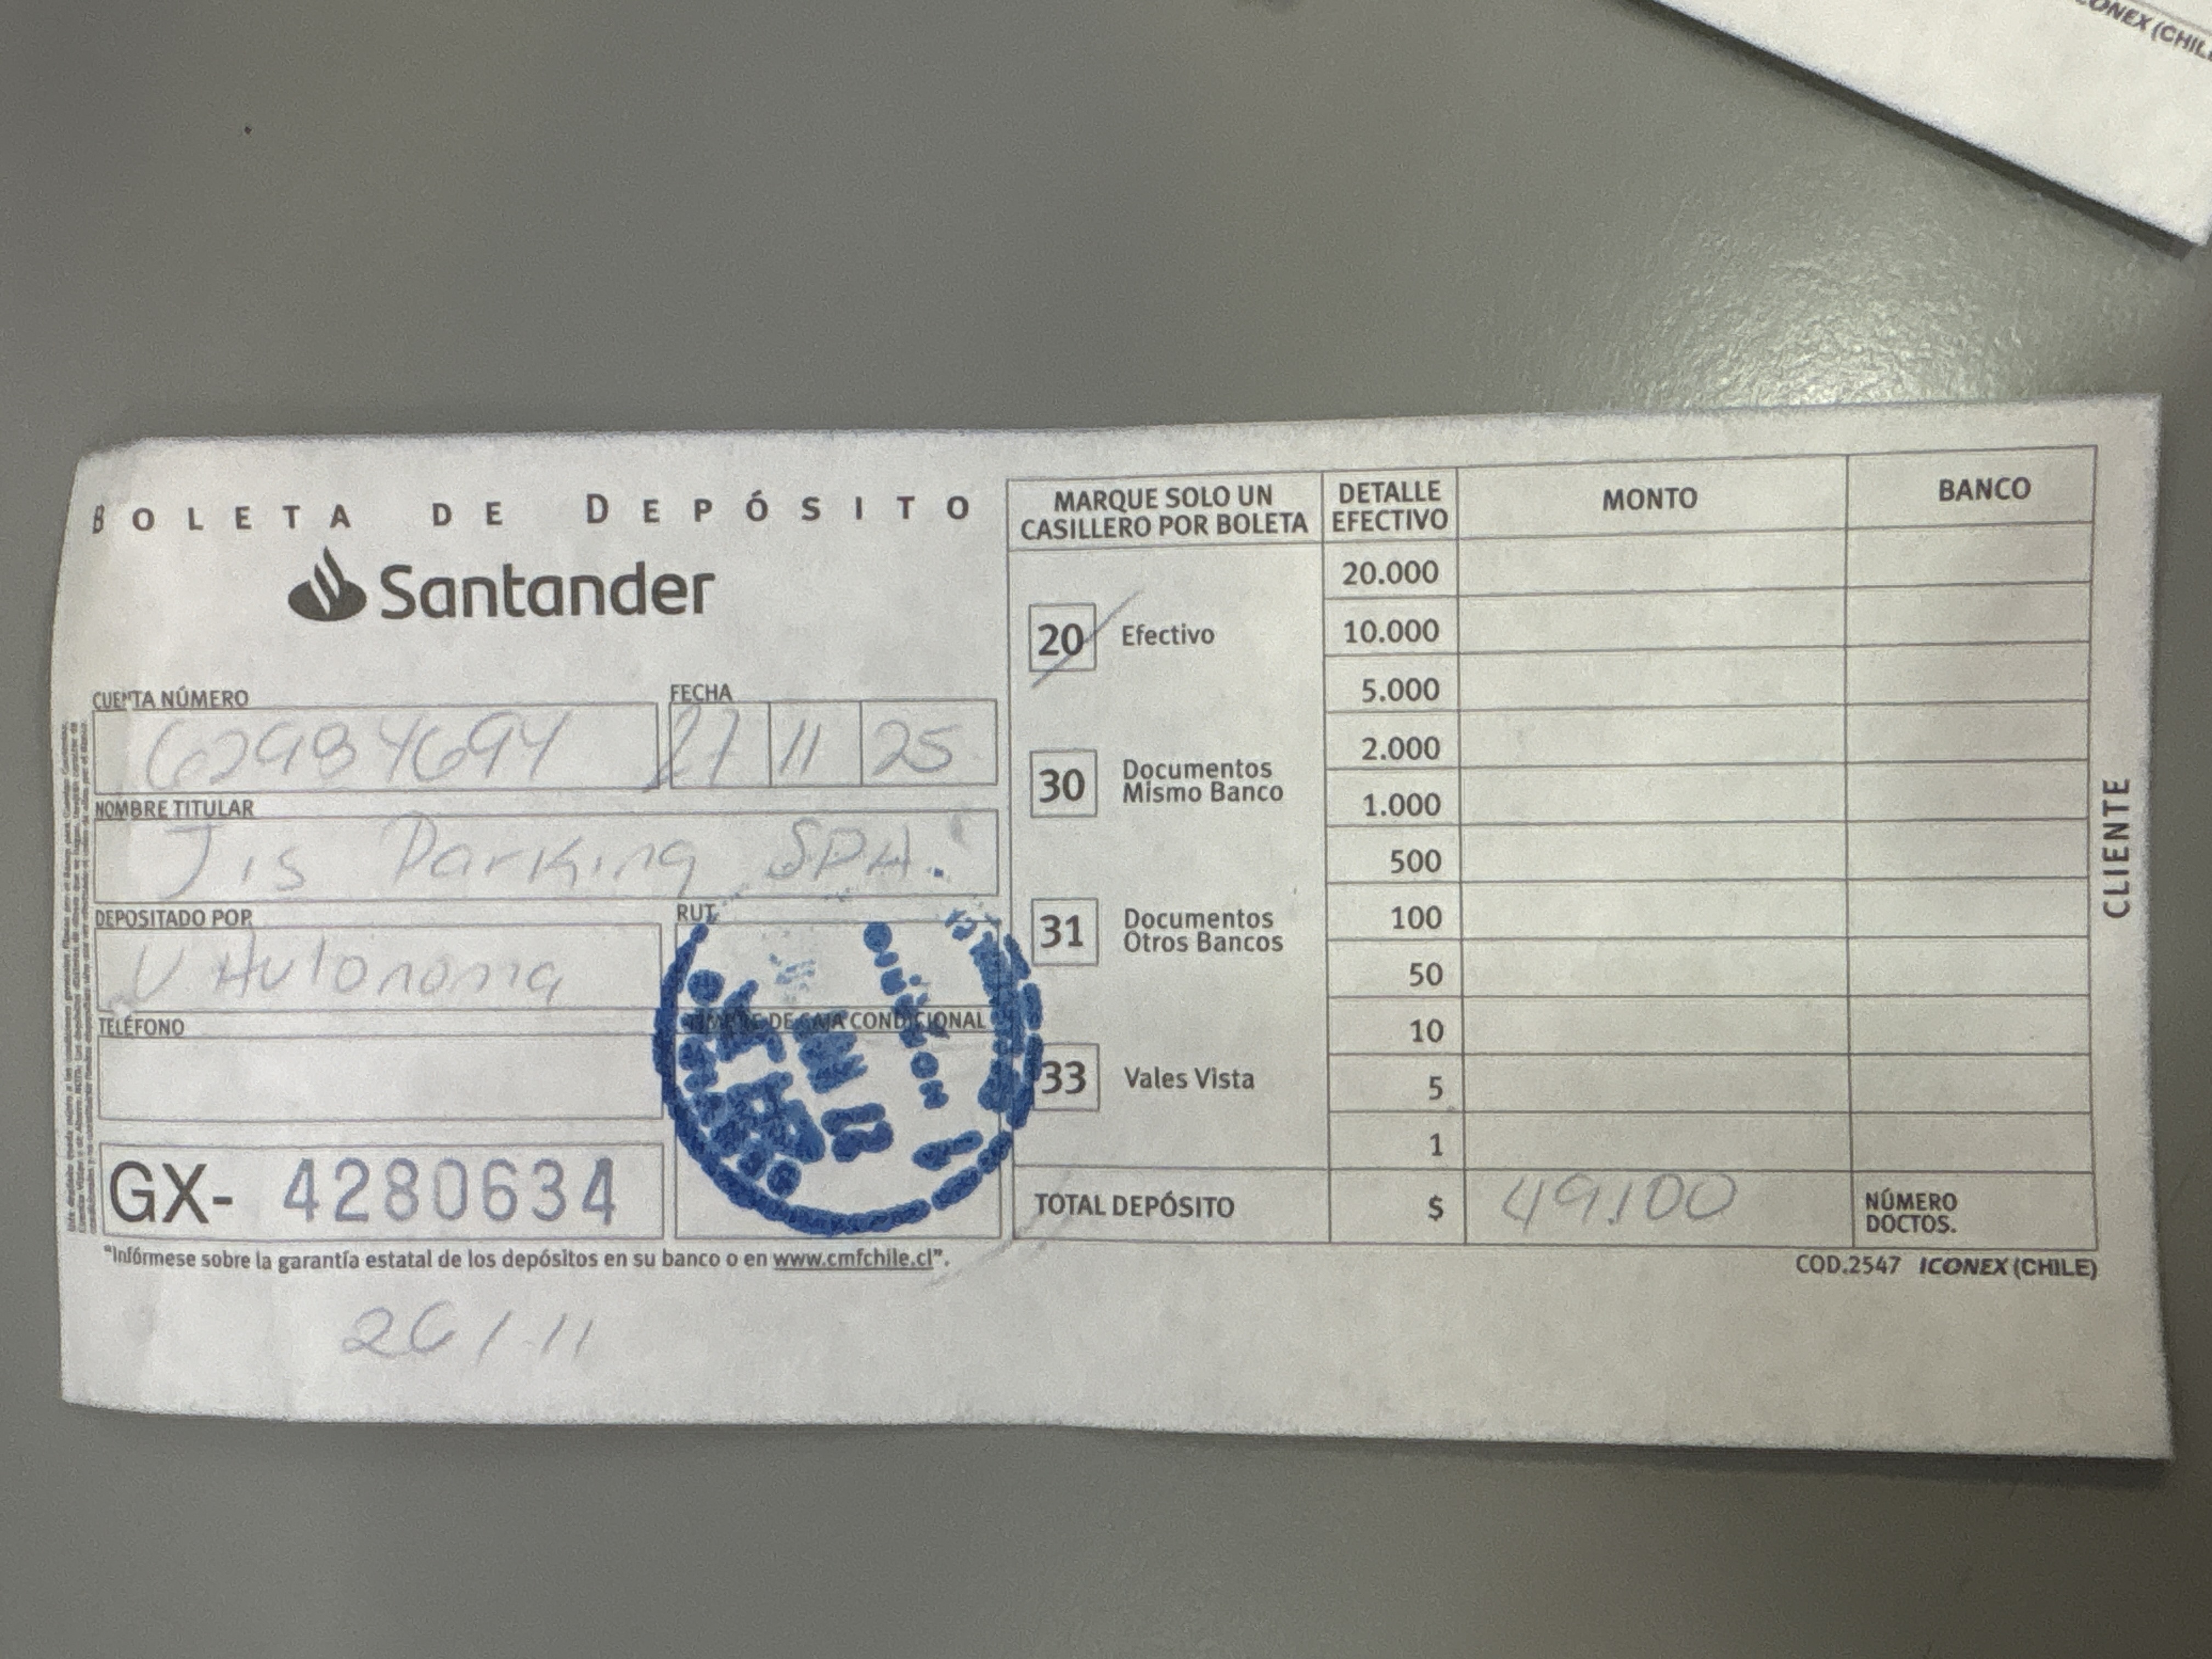 ICONEX (CHIL
BOLETA DE DEPÓSITO
Santander
CUENTA NÚMERO
62984694
FECHA
27 11 25
NOMBRE TITULAR
Jis Parking SPA.
DEPOSITADO POR
U Autonoma
RUT
TELÉFONO
TIMBRE DE CAJA CONDICIONAL
GX- 4280634
"Infórmese sobre la garantía estatal de los depósitos en su banco o en www.cmfchile.cl".
26/11
MARQUE SOLO UN
CASILLERO POR BOLETA
20 Efectivo
30 Documentos
Mismo Banco
31 Documentos
Otros Bancos
33 Vales Vista
DETALLE
EFECTIVO
MONTO
BANCO
20.000
10.000
5.000
2.000
1.000
500
100
50
10
5
1
TOTAL DEPÓSITO $ 49.100
NÚMERO
DOCTOS.
COD.2547 ICONEX (CHILE)
CLIENTE